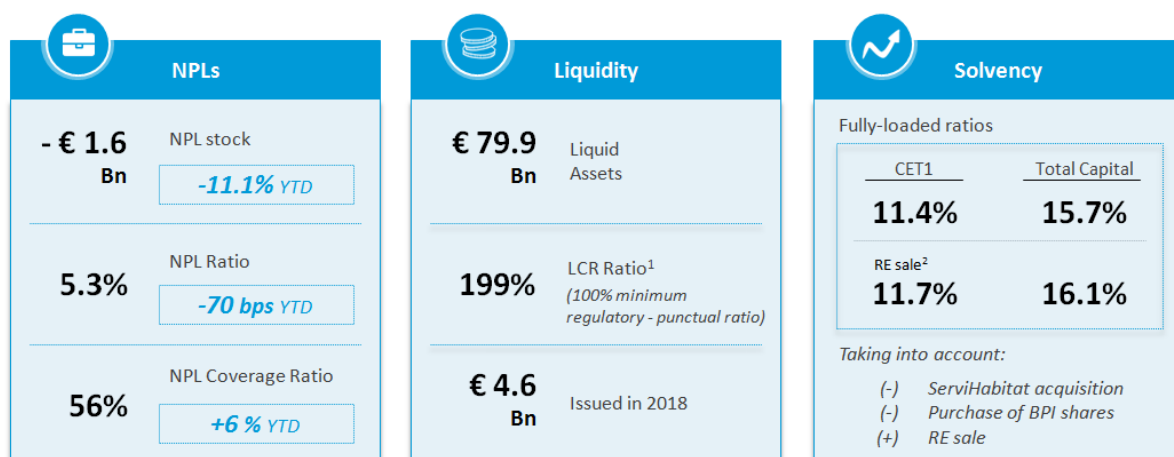 NPLs
- € 1.6
Bn
NPL stock
-11.1% YTD
5.3%
NPL Ratio
-70 bps YTD
56%
NPL Coverage Ratio
+6 % YTD
Liquidity
€ 79.9
Bn
Liquid
Assets
199%
LCR Ratio¹
(100% minimum
regulatory - punctual ratio)
€ 4.6
Bn
Issued in 2018
Solvency
Fully-loaded ratios
CET1 Total Capital
11.4% 15.7%
RE sale²
11.7% 16.1%
Taking into account:
(-) ServiHabitat acquisition
(-) Purchase of BPI shares
(+) RE sale